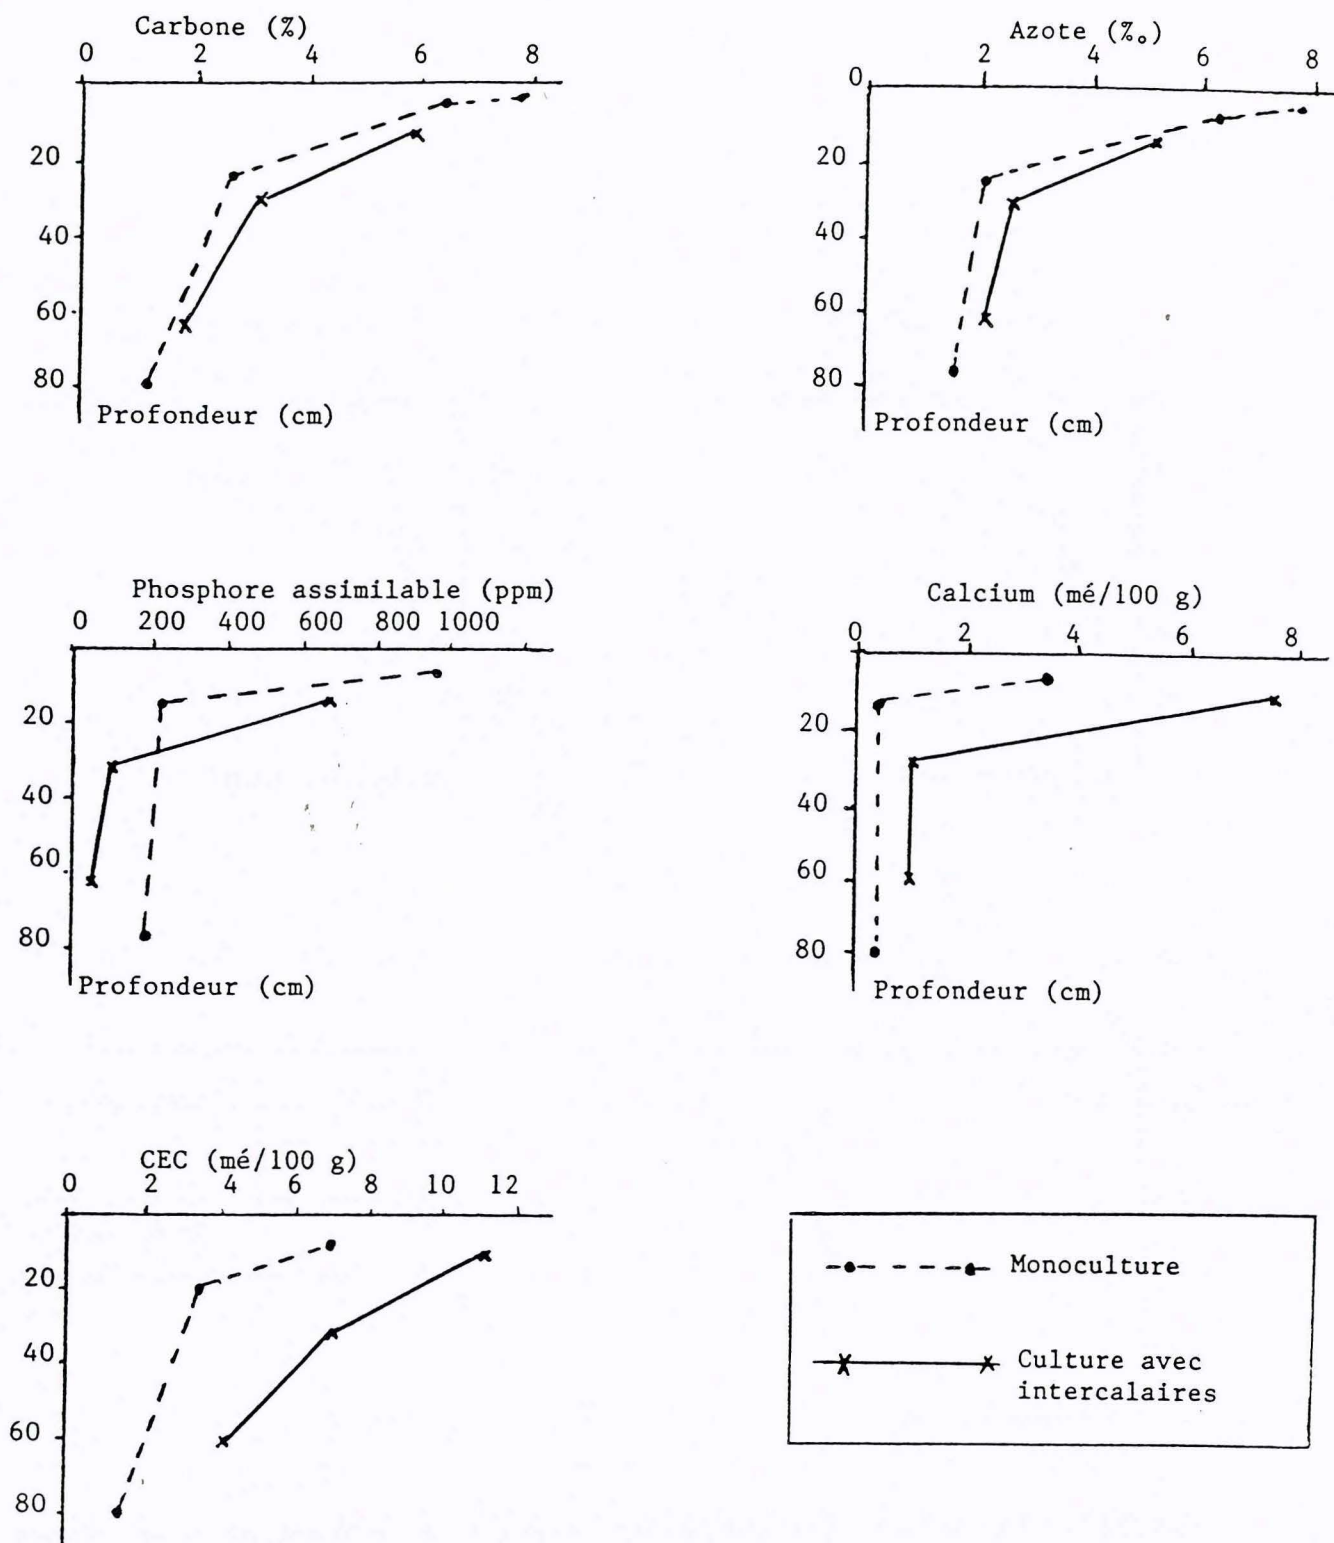 Carbone (%)
0 2 4 6 8
20
40
60
80
Profondeur (cm)
Azote (‰)
2 4 6 8
0
20
40
60
80
Profondeur (cm)
Phosphore assimilable (ppm)
0 200 400 600 800 1000
20
40
60
80
Profondeur (cm)
Calcium (mé/100 g)
0 2 4 6 8
20
40
60
80
Profondeur (cm)
CEC (mé/100 g)
0 2 4 6 8 10 12
20
40
60
80
Monoculture
Culture avec
intercalaires